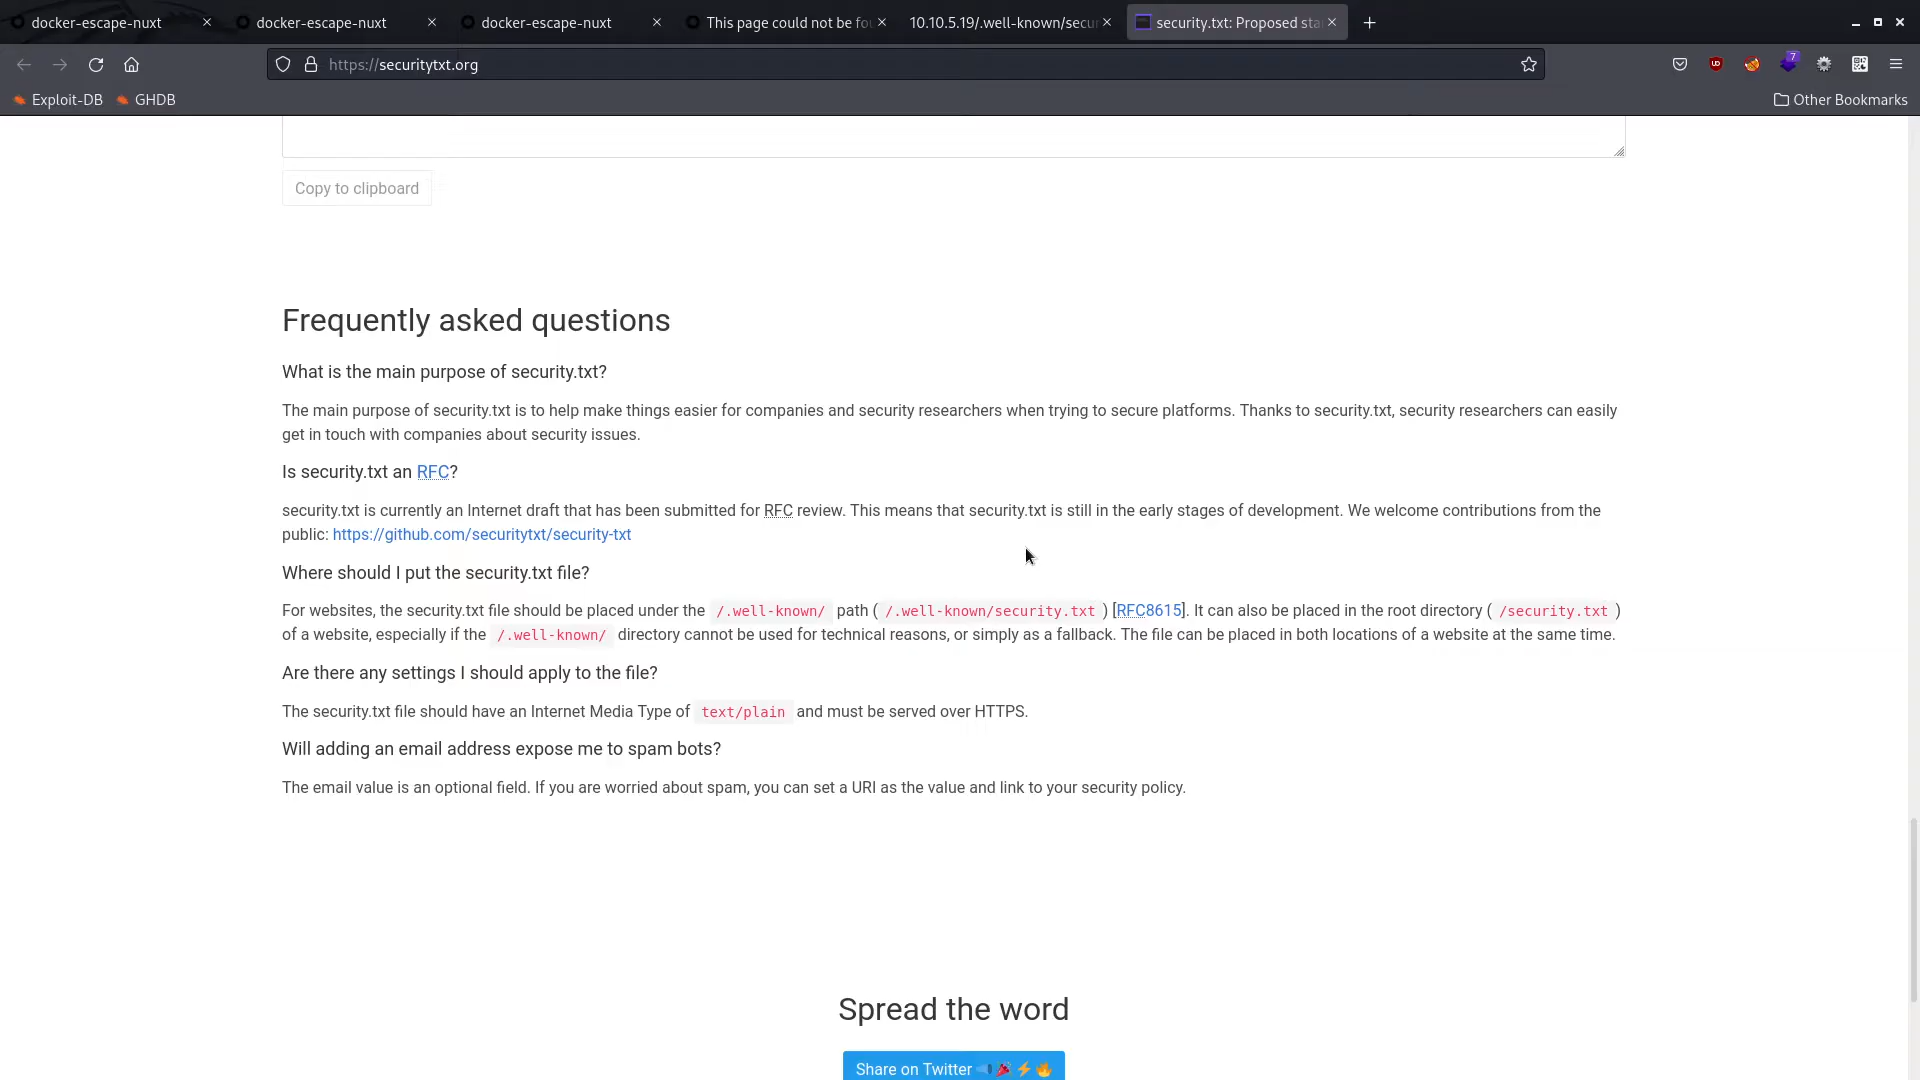 docker-escape-nuxt
docker-escape-nuxt
docker-escape-nuxt
This page could not be fou
10.10.5.19/.well-known/secur
security.txt: Proposed sta
https://securitytxt.org
7
Exploit-DB
GHDB
Other Bookmarks
Copy to clipboard
Frequently asked questions
What is the main purpose of security.txt?
The main purpose of security.txt is to help make things easier for companies and security researchers when trying to secure platforms. Thanks to security.txt, security researchers can easily
get in touch with companies about security issues.
Is security.txt an RFC?
security.txt is currently an Internet draft that has been submitted for RFC review. This means that security.txt is still in the early stages of development. We welcome contributions from the
public: https://github.com/securitytxt/security-txt
Where should I put the security.txt file?
For websites, the security.txt file should be placed under the /.well-known/ path ( /.well-known/security.txt ) [RFC8615]. It can also be placed in the root directory ( /security.txt )
of a website, especially if the /.well-known/ directory cannot be used for technical reasons, or simply as a fallback. The file can be placed in both locations of a website at the same time.
Are there any settings I should apply to the file?
The security.txt file should have an Internet Media Type of text/plain and must be served over HTTPS.
Will adding an email address expose me to spam bots?
The email value is an optional field. If you are worried about spam, you can set a URI as the value and link to your security policy.
Spread the word
Share on Twitter 📣🎉⚡🔥